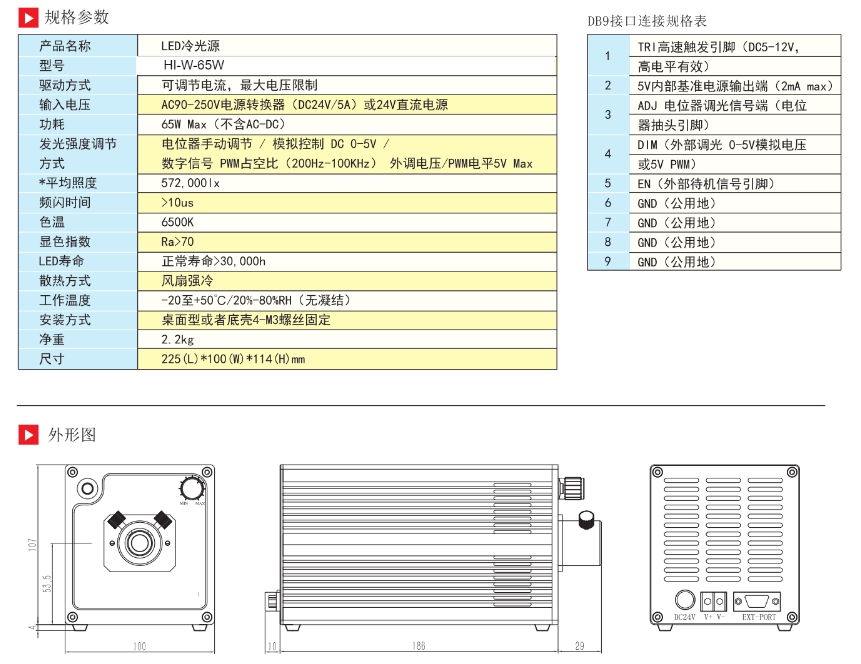 规格参数
产品名称 LED冷光源
型号 HI-W-65W
驱动方式 可调节电流，最大电压限制
输入电压 AC90-250V电源转换器（DC24V/5A）或24V直流电源
功耗 65W Max（不含AC-DC）
发光强度调节 电位器手动调节 / 模拟控制 DC 0-5V /
方式 数字信号 PWM占空比（200Hz-100KHz） 外调电压/PWM电平5V Max
*平均照度 572,000lx
频闪时间 >10us
色温 6500K
显色指数 Ra>70
LED寿命 正常寿命>30,000h
散热方式 风扇强冷
工作温度 -20至+50℃/20%-80%RH（无凝结）
安装方式 桌面型或者底壳4-M3螺丝固定
净重 2.2kg
尺寸 225(L)*100(W)*114(H)mm
DB9接口连接规格表
1 TRI高速触发引脚（DC5-12V,
高电平有效）
2 5V内部基准电源输出端（2mA max）
3 ADJ 电位器调光信号端（电位
器抽头引脚）
4 DIM（外部调光 0-5V模拟电压
或5V PWM）
5 EN（外部待机信号引脚）
6 GND（公用地）
7 GND（公用地）
8 GND（公用地）
9 GND（公用地）
外形图
MIN MAX
107
53.5
4
100
10
186
29
DC24V V+ V- EXT-PORT